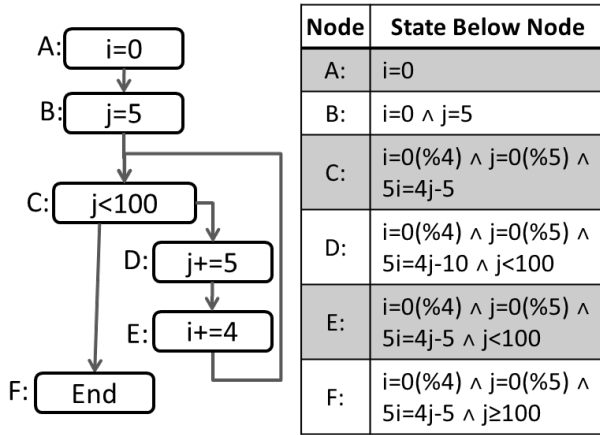 A: i=0
B: j=5
C: j<100
D: j+=5
E: i+=4
F: End
Node State Below Node
A: i=0
B: i=0 ∧ j=5
C: i=0(%4) ∧ j=0(%5) ∧
5i=4j-5
D: i=0(%4) ∧ j=0(%5) ∧
5i=4j-10 ∧ j<100
E: i=0(%4) ∧ j=0(%5) ∧
5i=4j-5 ∧ j<100
F: i=0(%4) ∧ j=0(%5) ∧
5i=4j-5 ∧ j≥100